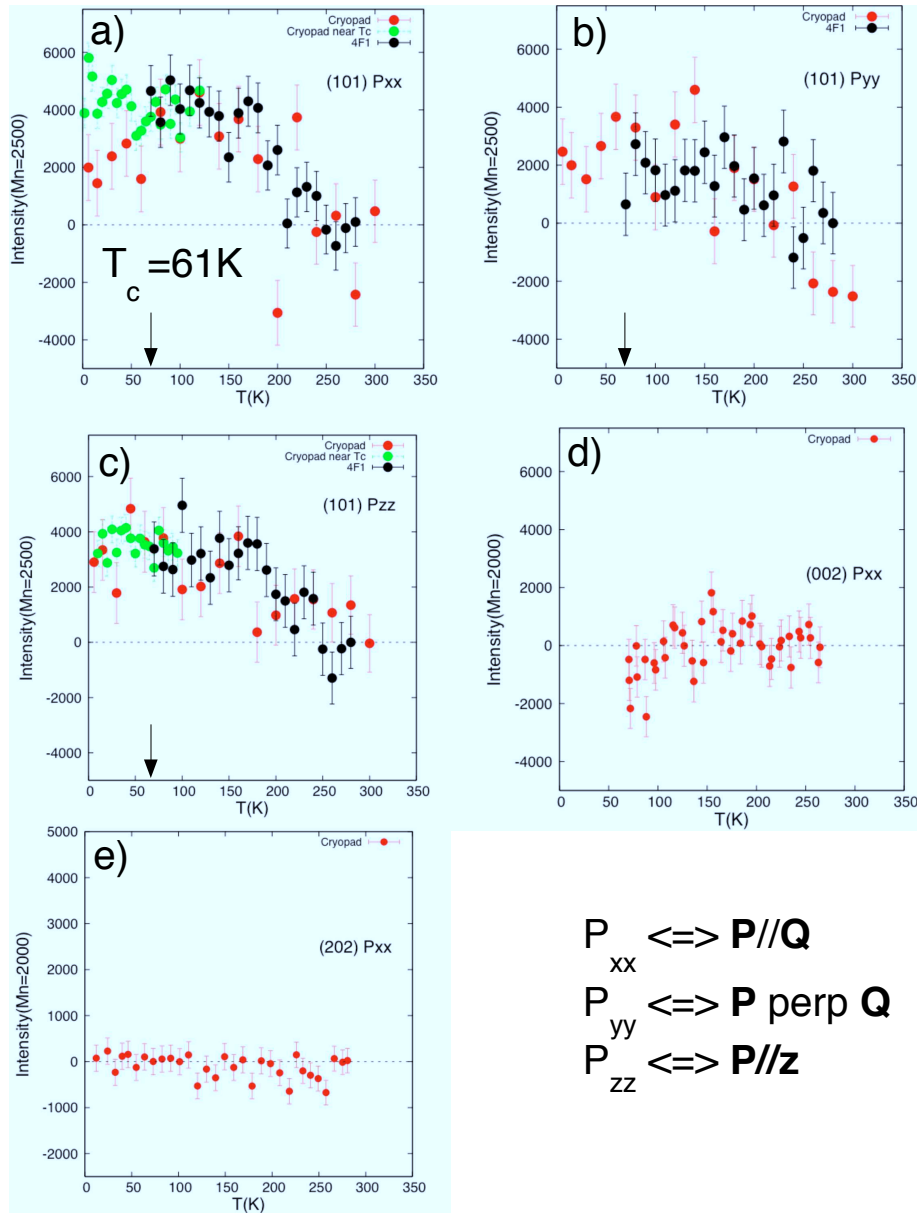 a)
Cryopad
Cryopad near Tc
4F1
(101) Pxx
6000
4000
2000
0
-2000
-4000
Intensity(Mn=2500)
T
c
=61K
0 50 100 150 200 250 300 350
T(K)
b)
Cryopad
4F1
(101) Pyy
6000
4000
2000
0
-2000
-4000
Intensity(Mn=2500)
0 50 100 150 200 250 300 350
T(K)
c)
Cryopad
Cryopad near Tc
4F1
(101) Pzz
6000
4000
2000
0
-2000
-4000
Intensity(Mn=2500)
0 50 100 150 200 250 300 350
T(K)
d)
Cryopad
(002) Pxx
6000
4000
2000
0
-2000
-4000
Intensity(Mn=2000)
0 50 100 150 200 250 300 350
T(K)
e)
Cryopad
(202) Pxx
5000
4000
3000
2000
1000
0
-1000
-2000
Intensity(Mn=2000)
0 50 100 150 200 250 300 350
T(K)
Pxx <=> P//Q
Pyy <=> P perp Q
Pzz <=> P//z